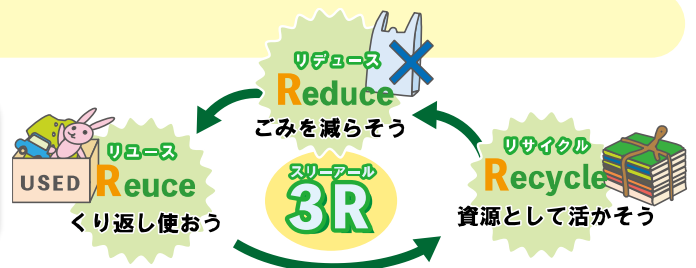 リデュース
Reduce
ごみを減らそう
リユース
Reuce
くり返し使おう
USED
スリーアール
3R
リサイクル
Recycle
資源として活かそう